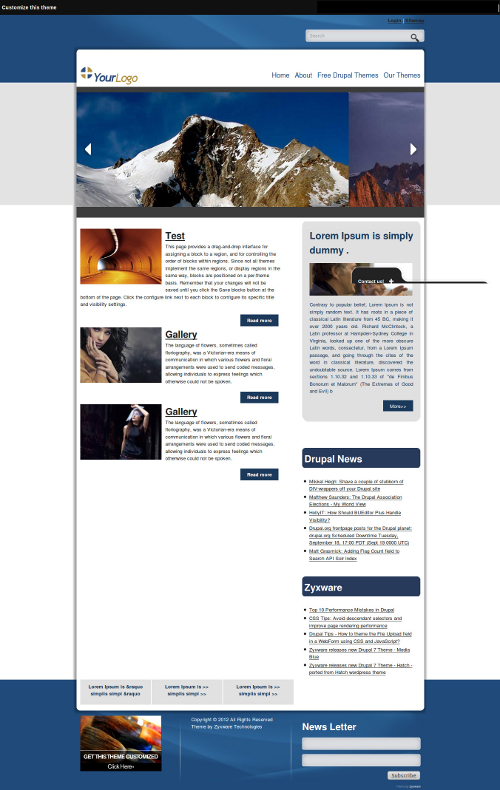 Customize this theme
Login | Sitemap
Search
YourLogo
Home About Free Drupal Themes Our Themes
Test
This page provides a drag-and-drop interface for
assigning a block to a region, and for controlling the
order of blocks within regions. Since not all themes
implement the same regions, or display regions in the
same way, blocks are positioned on a per-theme
basis. Remember that your changes will not be
saved until you click the Save blocks button at the
bottom of the page. Click the configure link next to each block to configure its specific title
and visibility settings.
Read more
Gallery
The language of flowers, sometimes called
floriography, was a Victorian-era means of
communication in which various flowers and floral
arrangements were used to send coded messages,
allowing individuals to express feelings which
otherwise could not be spoken.
Read more
Gallery
The language of flowers, sometimes called
floriography, was a Victorian-era means of
communication in which various flowers and floral
arrangements were used to send coded messages,
allowing individuals to express feelings which
otherwise could not be spoken.
Read more
Lorem Ipsum is simply
dummy .
Contact us!
Contrary to popular belief, Lorem Ipsum is not
simply random text. It has roots in a piece of
classical Latin literature from 45 BC, making it
over 2000 years old. Richard McClintock, a
Latin professor at Hampden-Sydney College in
Virginia, looked up one of the more obscure
Latin words, consectetur, from a Lorem Ipsum
passage, and going through the cites of the
word in classical literature, discovered the
undoubtable source. Lorem Ipsum comes from
sections 1.10.32 and 1.10.33 of "de Finibus
Bonorum et Malorum" (The Extremes of Good
and Evil) b
More>>
Drupal News
Mikkel Høgh: Shave a couple of stubborn of
DIV-wrappers off your Drupal site
Matthew Saunders: The Drupal Association
Elections - My World View
HollyIT: How Should BUEditor Plus Handle
Visibility?
Drupal.org frontpage posts for the Drupal planet:
drupal.org Scheduled Downtime Tuesday,
September 18, 17:00 PDT (Sept 19 0000 UTC)
Matt Grasmick: Adding Flag Count field to
Search API Solr index
Zyxware
Top 10 Performance Mistakes in Drupal
CSS Tips: Avoid descendant selectors and
improve page rendering performance
Drupal Tips - How to theme the File Upload field
in a WebForm using CSS and JavaScript?
Zyxware releases new Drupal 7 Theme - Media
Blue
Zyxware releases new Drupal 7 Theme - Hatch -
ported from Hatch wordpress theme
Lorem Ipsum is &raque
simplis simpl &raquo
Lorem Ipsum is >>
simplis simpl >>
Lorem Ipsum is >>
simplis simpl >>
GET THIS THEME CUSTOMIZED
Click Here>
Copyright © 2012 All Rights Reserved
Theme by Zyxware Technologies
News Letter
Subscribe